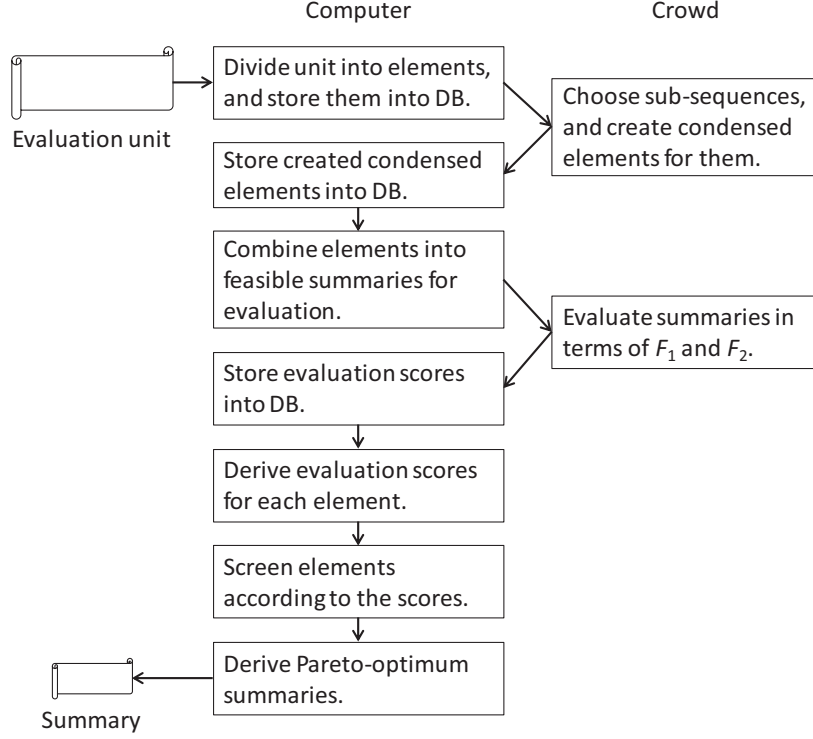 Computer
Crowd
Divide unit into elements,
and store them into DB.
Evaluation unit
Choose sub-sequences,
and create condensed
elements for them.
Store created condensed
elements into DB.
Combine elements into
feasible summaries for
evaluation.
Evaluate summaries in
terms of F1 and F2.
Store evaluation scores
into DB.
Derive evaluation scores
for each element.
Screen elements
according to the scores.
Derive Pareto-optimum
summaries.
Summary